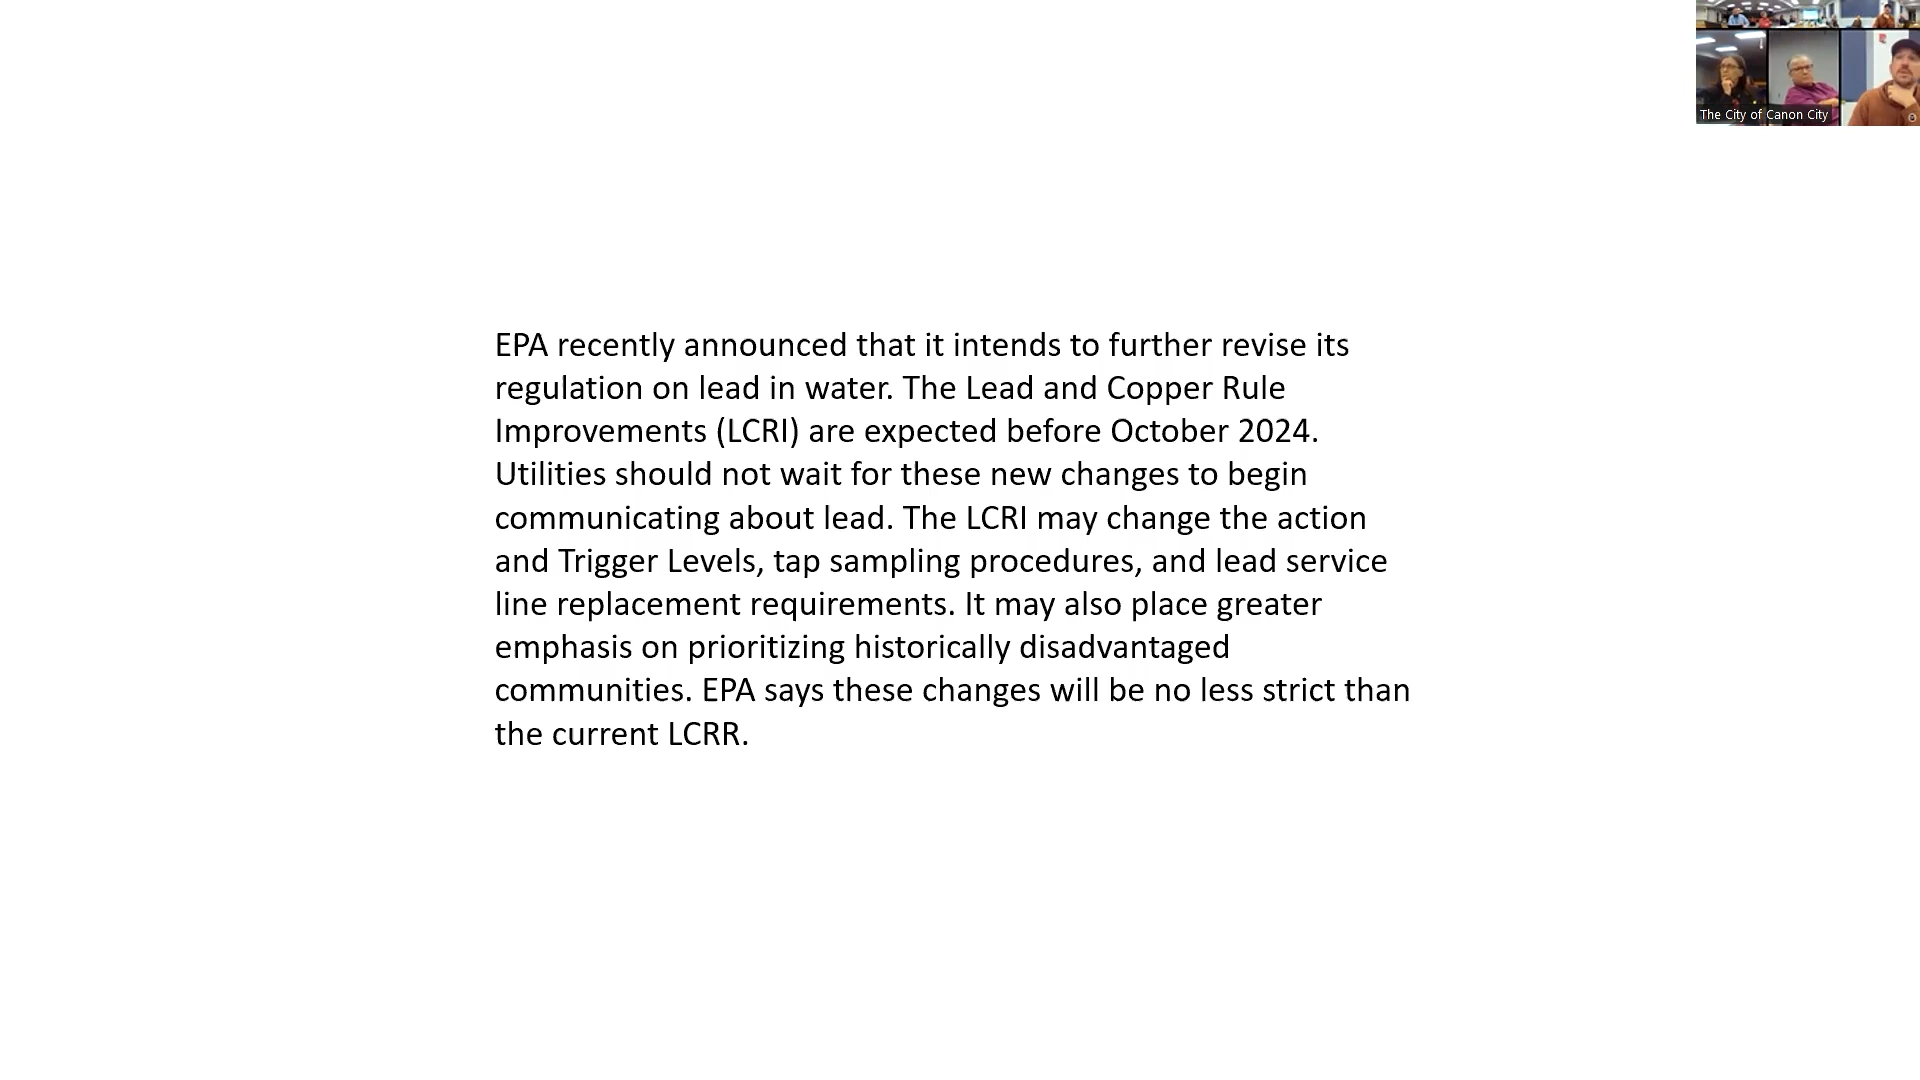 The City of Canon City
EPA recently announced that it intends to further revise its
regulation on lead in water. The Lead and Copper Rule
Improvements (LCRI) are expected before October 2024.
Utilities should not wait for these new changes to begin
communicating about lead. The LCRI may change the action
and Trigger Levels, tap sampling procedures, and lead service
line replacement requirements. It may also place greater
emphasis on prioritizing historically disadvantaged
communities. EPA says these changes will be no less strict than
the current LCRR.